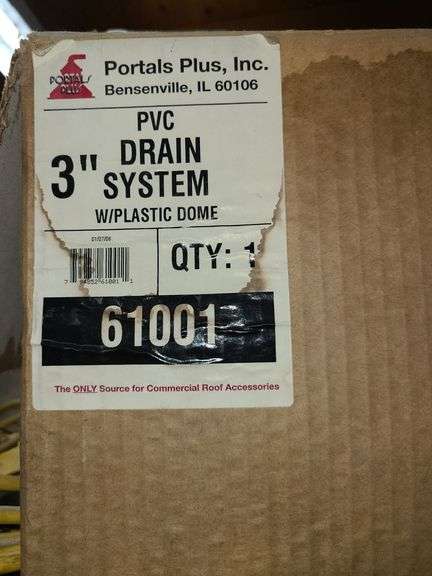 PORTALS PLUS
Portals Plus, Inc.
Bensenville, IL 60106
PVC
3" DRAIN
SYSTEM
W/PLASTIC DOME
QTY: 1
61001
The ONLY Source for Commercial Roof Accessories